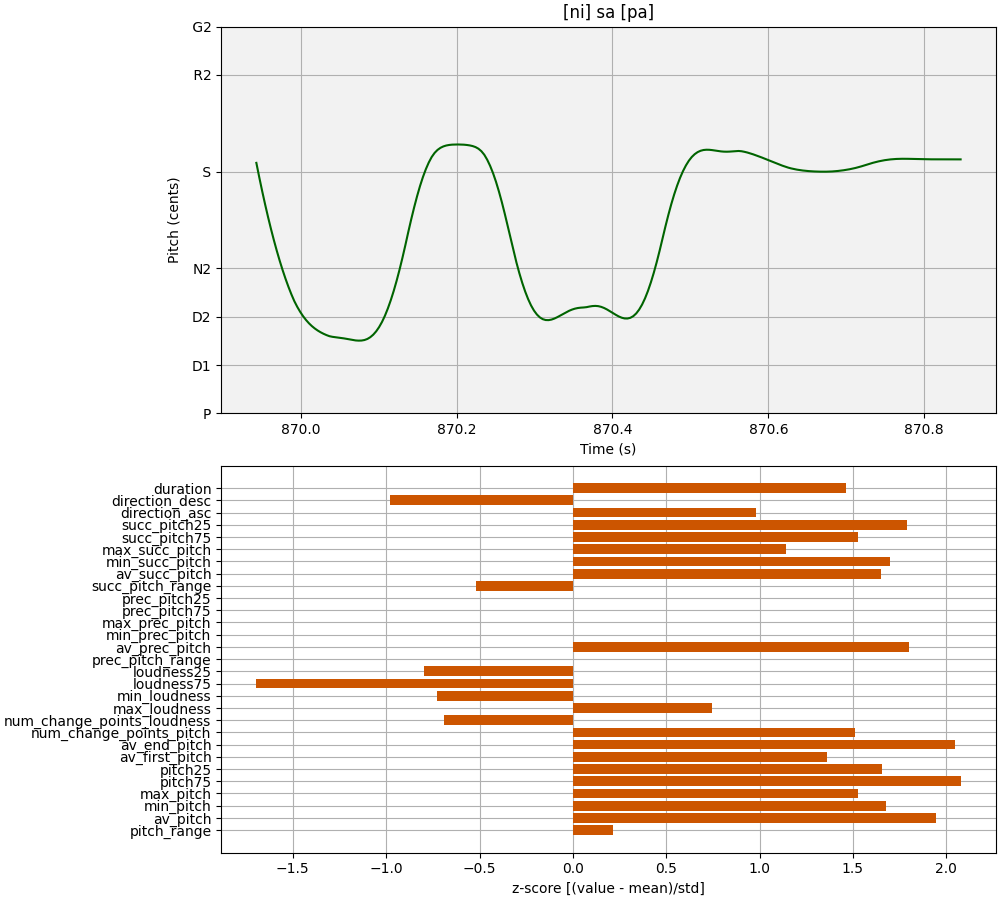 [ni] sa [pa]
G2
R2
S
N2
D2
D1
P
Pitch (cents)
870.0 870.2 870.4 870.6 870.8
Time (s)
duration
direction_desc
direction_asc
succ_pitch25
succ_pitch75
max_succ_pitch
min_succ_pitch
av_succ_pitch
succ_pitch_range
prec_pitch25
prec_pitch75
max_prec_pitch
min_prec_pitch
av_prec_pitch
prec_pitch_range
loudness25
loudness75
min_loudness
max_loudness
num_change_points_loudness
num_change_points_pitch
av_end_pitch
av_first_pitch
pitch25
pitch75
max_pitch
min_pitch
av_pitch
pitch_range
−1.5 −1.0 −0.5 0.0 0.5 1.0 1.5 2.0
z-score [(value - mean)/std]